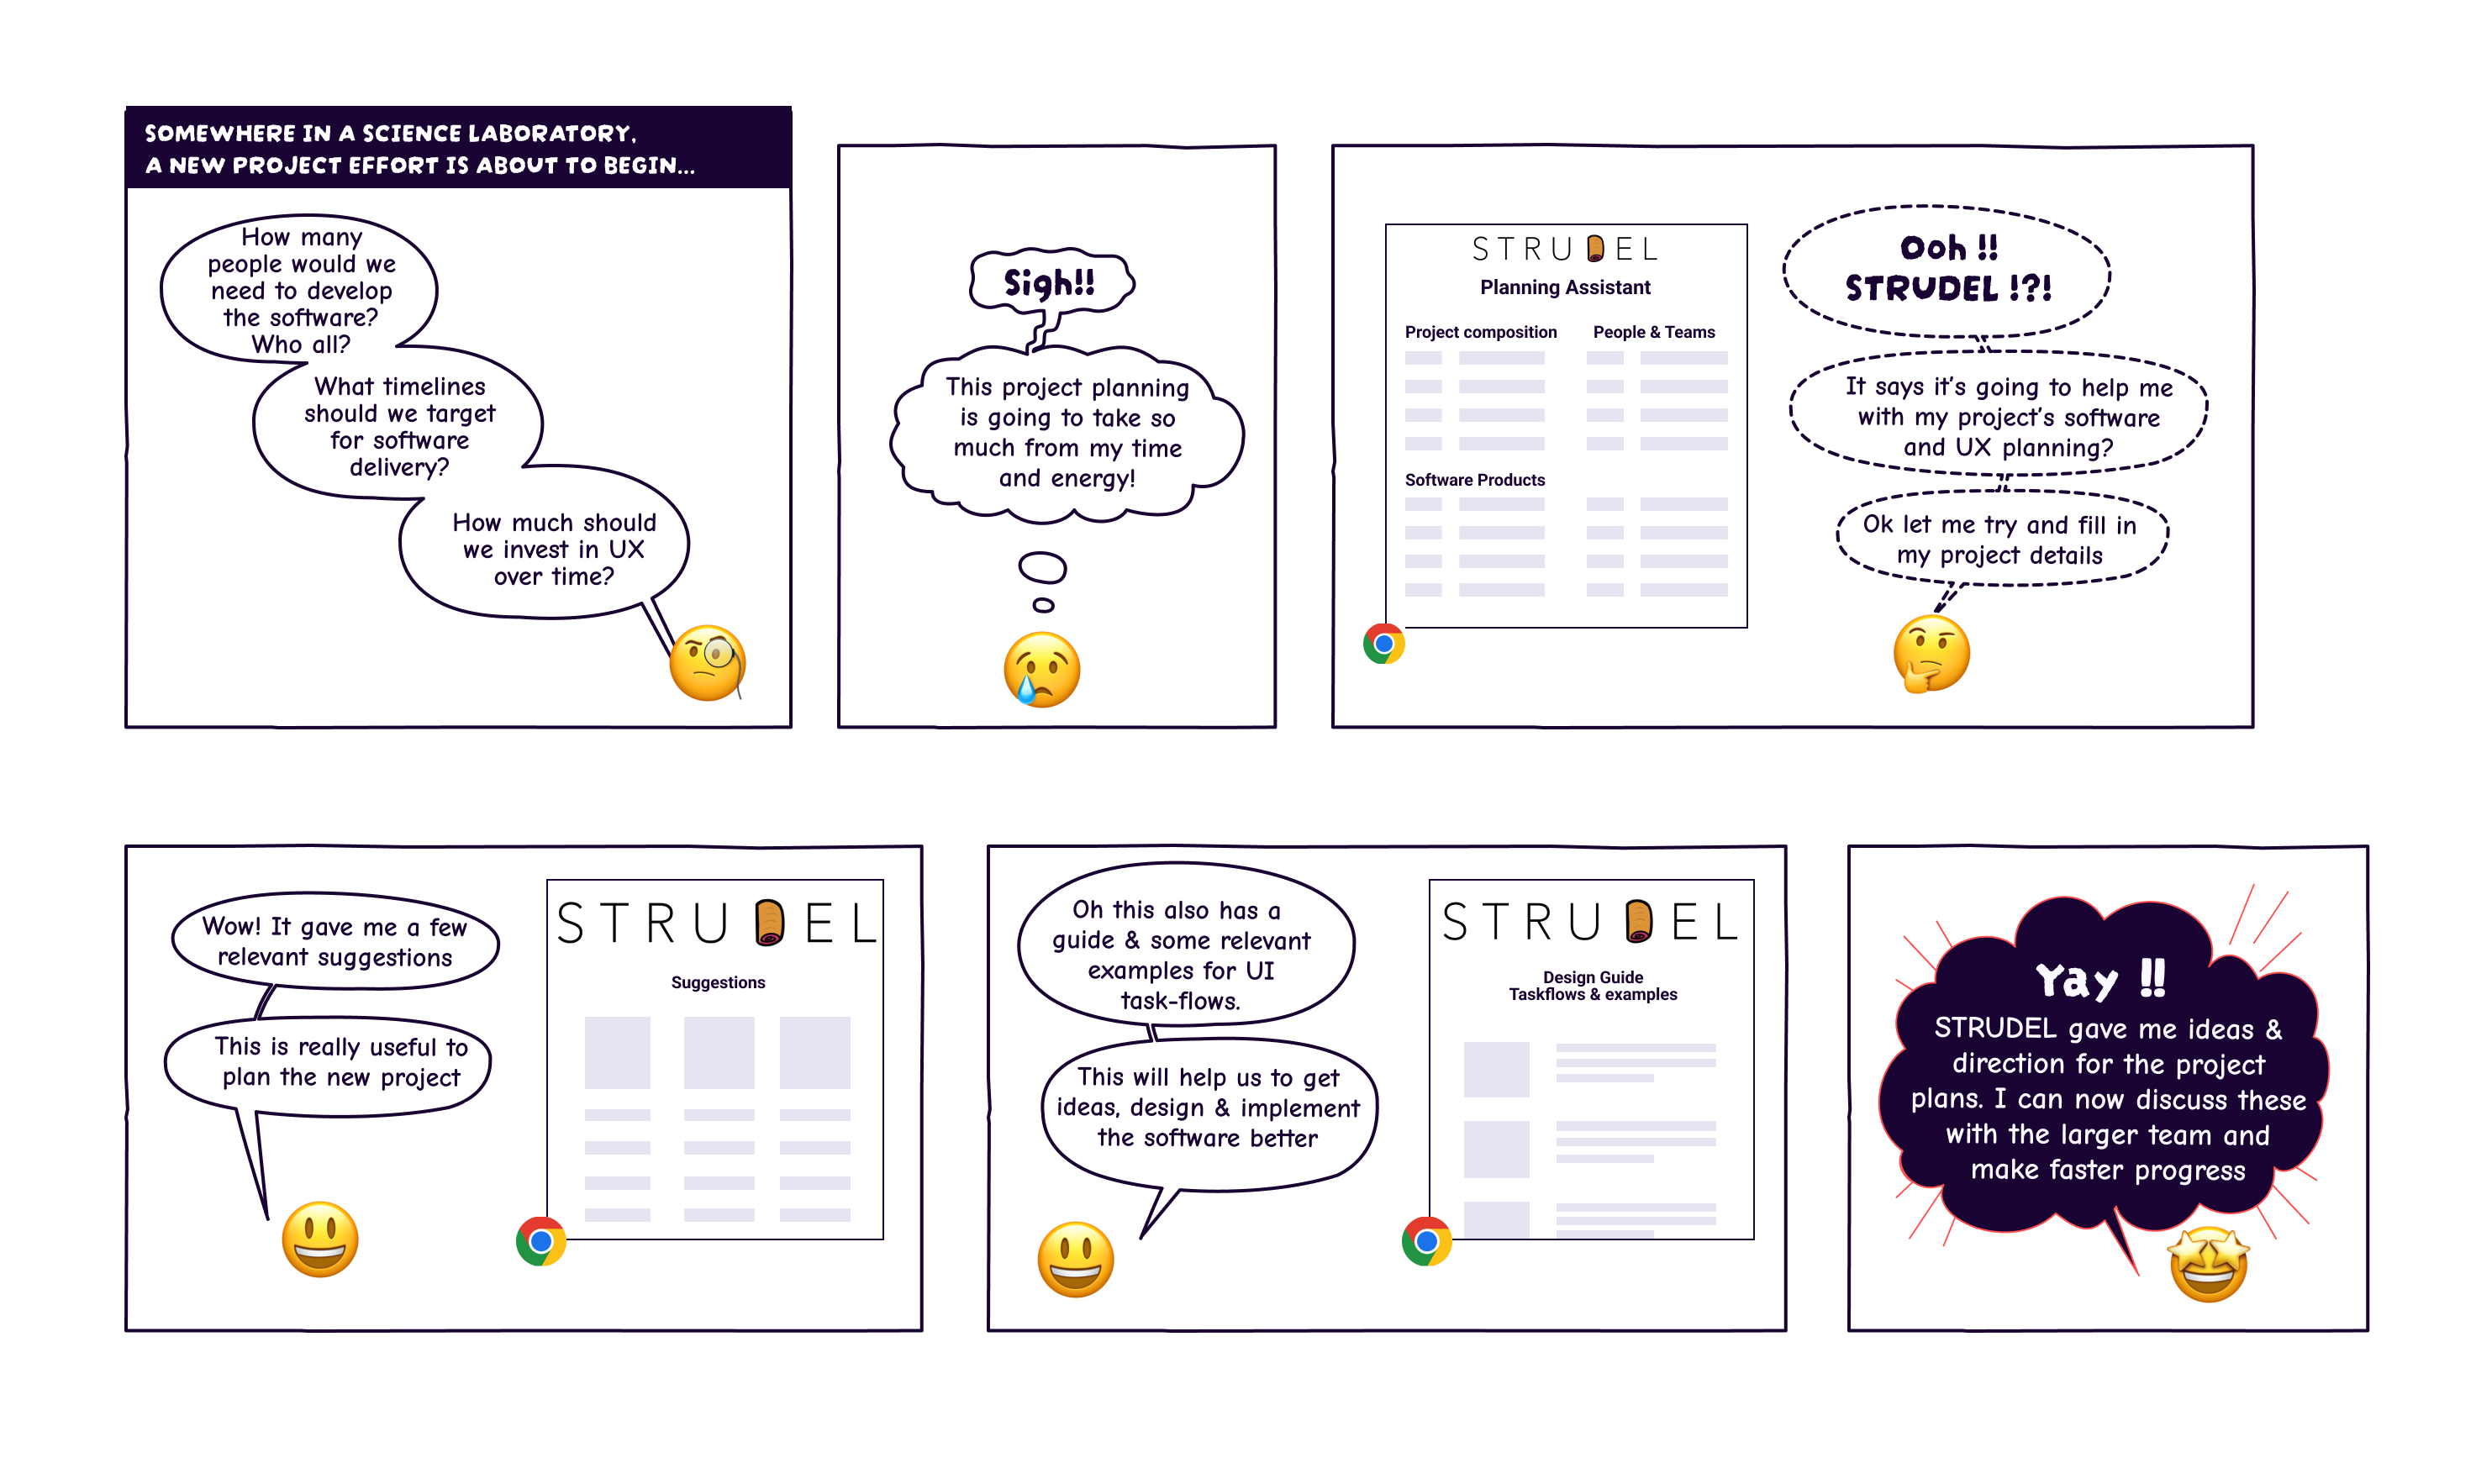 SOMEWHERE IN A SCIENCE LABORATORY,
A NEW PROJECT EFFORT IS ABOUT TO BEGIN...
How many
people would we
need to develop
the software?
Who all?
What timelines
should we target
for software
delivery?
How much should
we invest in UX
over time?
Sigh!!
This project planning
is going to take so
much from my time
and energy!
STRUDEL
Planning Assistant
Project composition
People & Teams
Software Products
Ooh !!
STRUDEL !?!
It says it's going to help me
with my project's software
and UX planning?
Ok let me try and fill in
my project details
Wow! It gave me a few
relevant suggestions
This is really useful to
plan the new project
STRUDEL
Suggestions
Oh this also has a
guide & some relevant
examples for UI
task-flows.
This will help us to get
ideas, design & implement
the software better
STRUDEL
Design Guide
Taskflows & examples
Yay !!
STRUDEL gave me ideas &
direction for the project
plans. I can now discuss these
with the larger team and
make faster progress